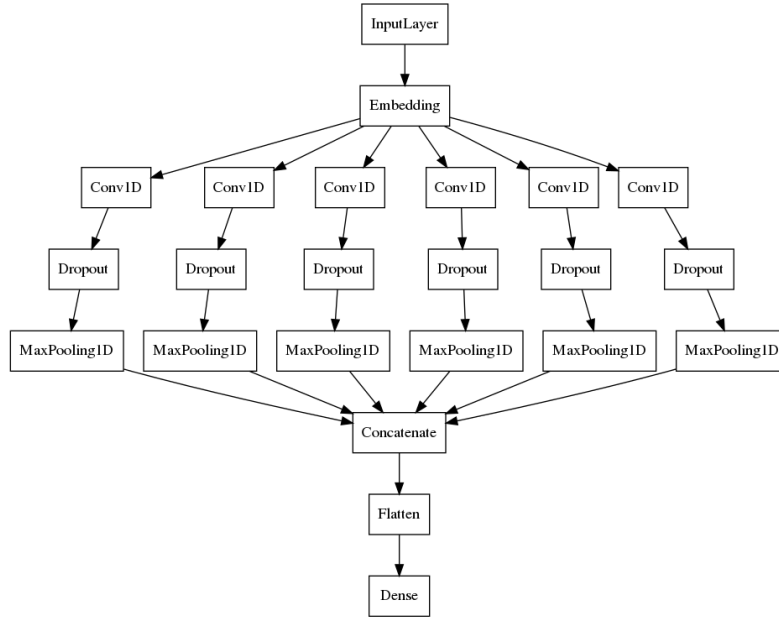 InputLayer
Embedding
Conv1D Conv1D Conv1D Conv1D Conv1D Conv1D
Dropout Dropout Dropout Dropout Dropout Dropout
MaxPooling1D MaxPooling1D MaxPooling1D MaxPooling1D MaxPooling1D MaxPooling1D
Concatenate
Flatten
Dense